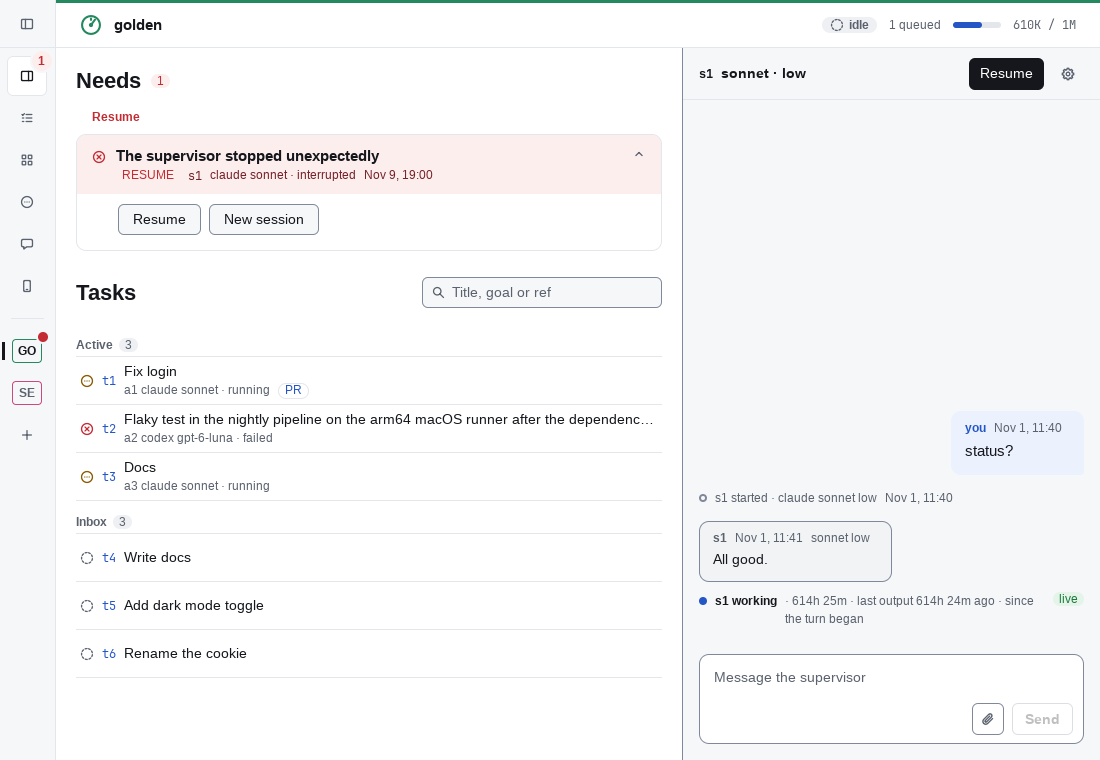 golden
idle
1 queued
610K / 1M
1
GO
SE
Needs 1
Resume
The supervisor stopped unexpectedly
RESUME s1 claude sonnet · interrupted Nov 9, 19:00
Resume
New session
Tasks
Title, goal or ref
Active 3
t1 Fix login
a1 claude sonnet · running PR
t2 Flaky test in the nightly pipeline on the arm64 macOS runner after the dependenc…
a2 codex gpt-6-luna · failed
t3 Docs
a3 claude sonnet · running
Inbox 3
t4 Write docs
t5 Add dark mode toggle
t6 Rename the cookie
s1 sonnet · low
Resume
you Nov 1, 11:40
status?
s1 started · claude sonnet low Nov 1, 11:40
s1 Nov 1, 11:41 sonnet low
All good.
s1 working · 614h 25m · last output 614h 24m ago · since
the turn began
live
Message the supervisor
Send